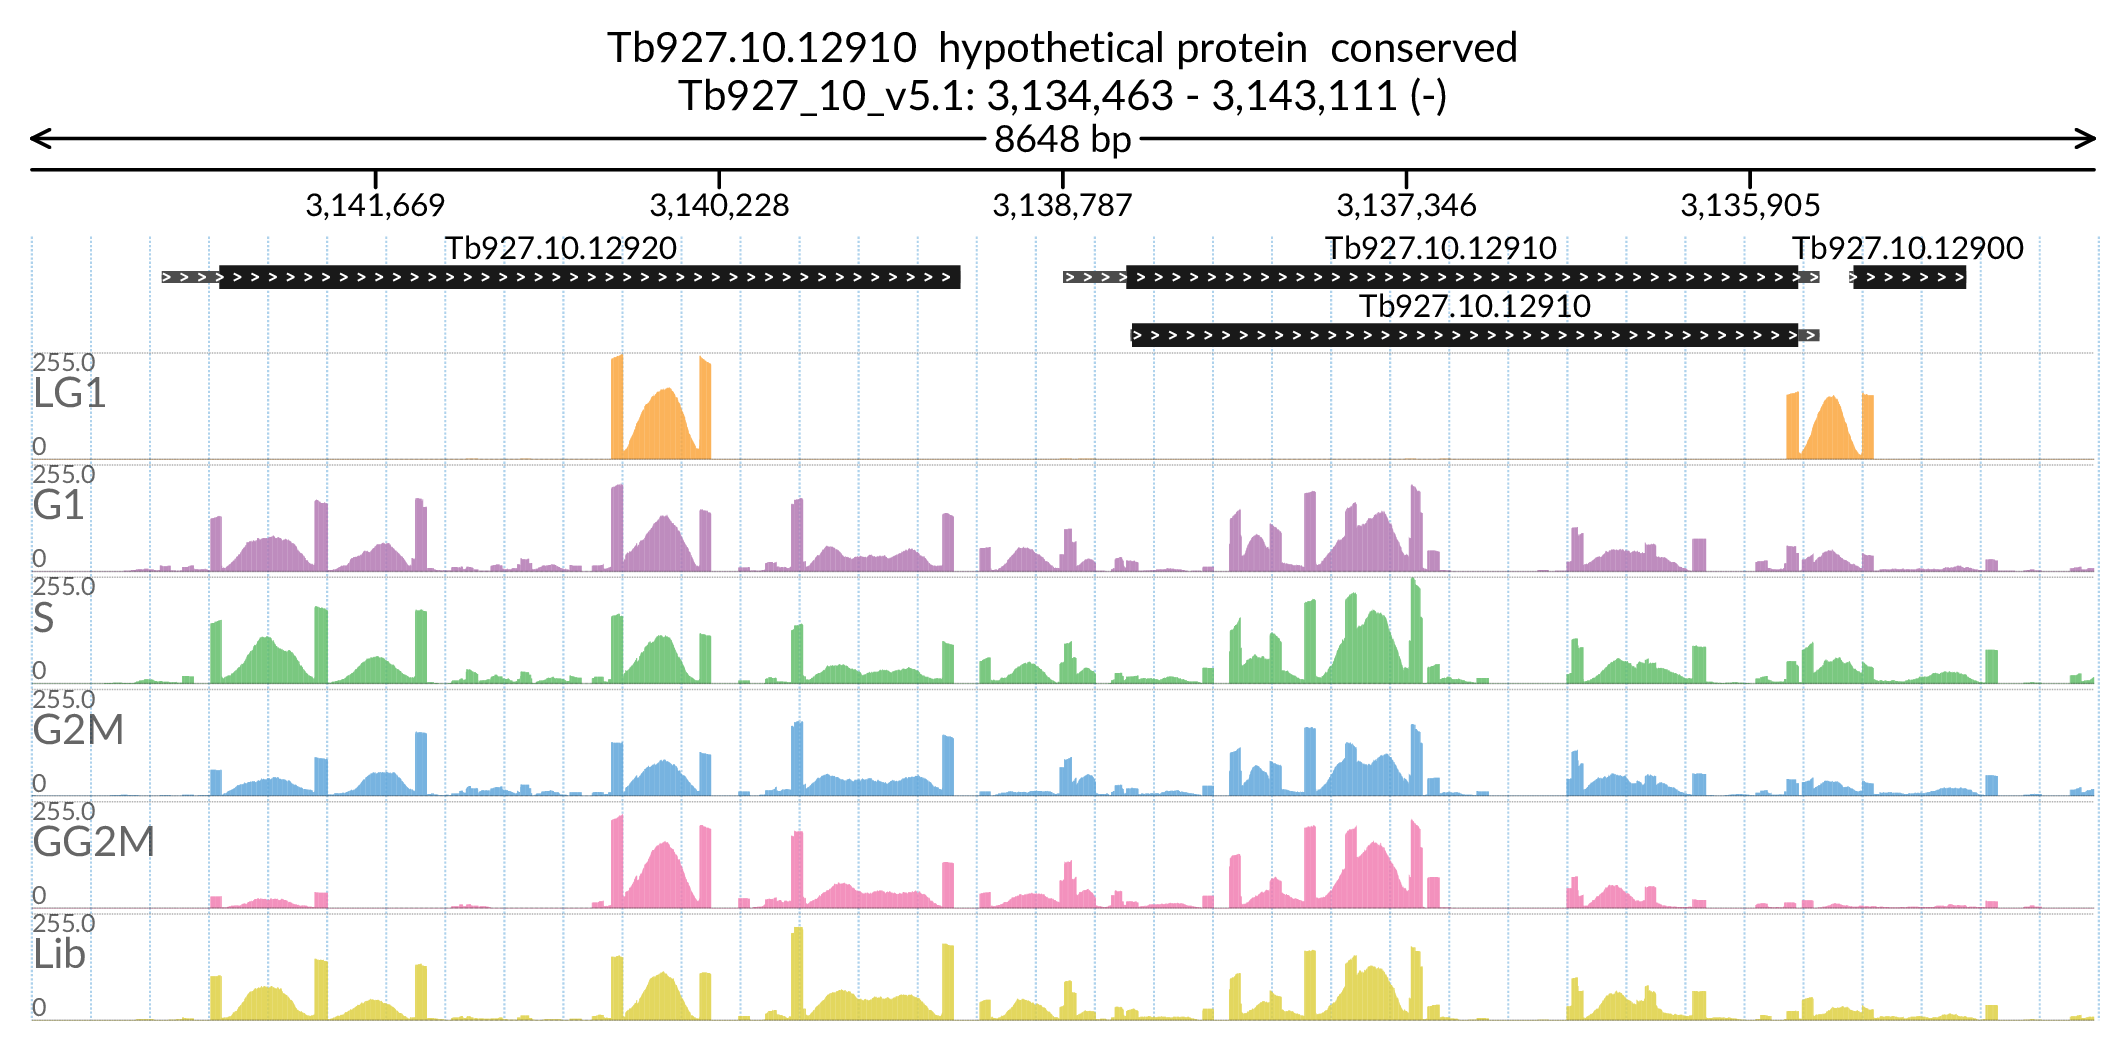 Tb927.10.12910  hypothetical protein  conserved
Tb927_10_v5.1: 3,134,463 - 3,143,111 (-)
8648 bp
3,141,669 3,140,228 3,138,787 3,137,346 3,135,905
Tb927.10.12920 Tb927.10.12910 Tb927.10.12900
Tb927.10.12910
255.0
LG1
0
255.0
G1
0
255.0
S
0
255.0
G2M
0
255.0
GG2M
0
255.0
Lib
0